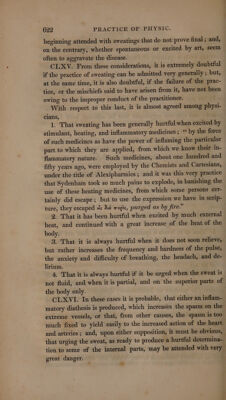 622 PRACTICE OF PHYSIC.
beginning attended with sweatings that do not prove final; and,
on the contrary, whether spontaneous or excited by art, seem
often to aggravate the disease.
CLXV. From these considerations, it is extremely doubtful
if the practice of sweating can be admitted very generally; but,
at the same time, it is also doubtful, if the failure of the prac-
tice, or the mischiefs said to have arisen from it, have not been
owing to the improper conduct of the practitioner.
With respect to this last, it is almost agreed among physi-
cians,
1. That sweating has been generally hurtful when excited by
stimulant, heating, and inflammatory medicines; "by the force
of such medicines as have the power of inflaming the particular
part to which they are applied, from which we know their in-
flammatory nature. Such medicines, about one hundred and
fifty years ago, were employed by the Chemists and Cartesians,
under the title of Alexipharmics; and it was this very practice
that Sydenham took so much pains to explode, in banishing the
use of these heating medicines, from which some persons cer-
tainly did escape; but to use the expression we have in scrip-
ture, they escaped ὡς διὰ πυρὸς, purged as by fire."
2. That it has been hurtful when excited by much external
heat, and continued with a great increase of the heat of the
body.
3. That it is always hurtful when it does not soon relieve,
but rather increases the frequency and hardness of the pulse,
the anxiety and difficulty of breathing, the headach, and de-
lirium.
4. That it is always hurtful if it be urged when the sweat is
not fluid, and when it is partial, and on the superior parts of
the body only.
CLXVI. In these cases it is probable, that either an inflam-
matory diathesis is produced, which increases the spasm on the
extreme vessels, or that, from other causes, the spasm is too
much fixed to yield easily to the increased action of the heart
and arteries; and, upon either supposition, it must be obvious,
that urging the sweat, as ready to produce a hurtful determina-
tion to some of the internal parts, may be attended with very
great danger.